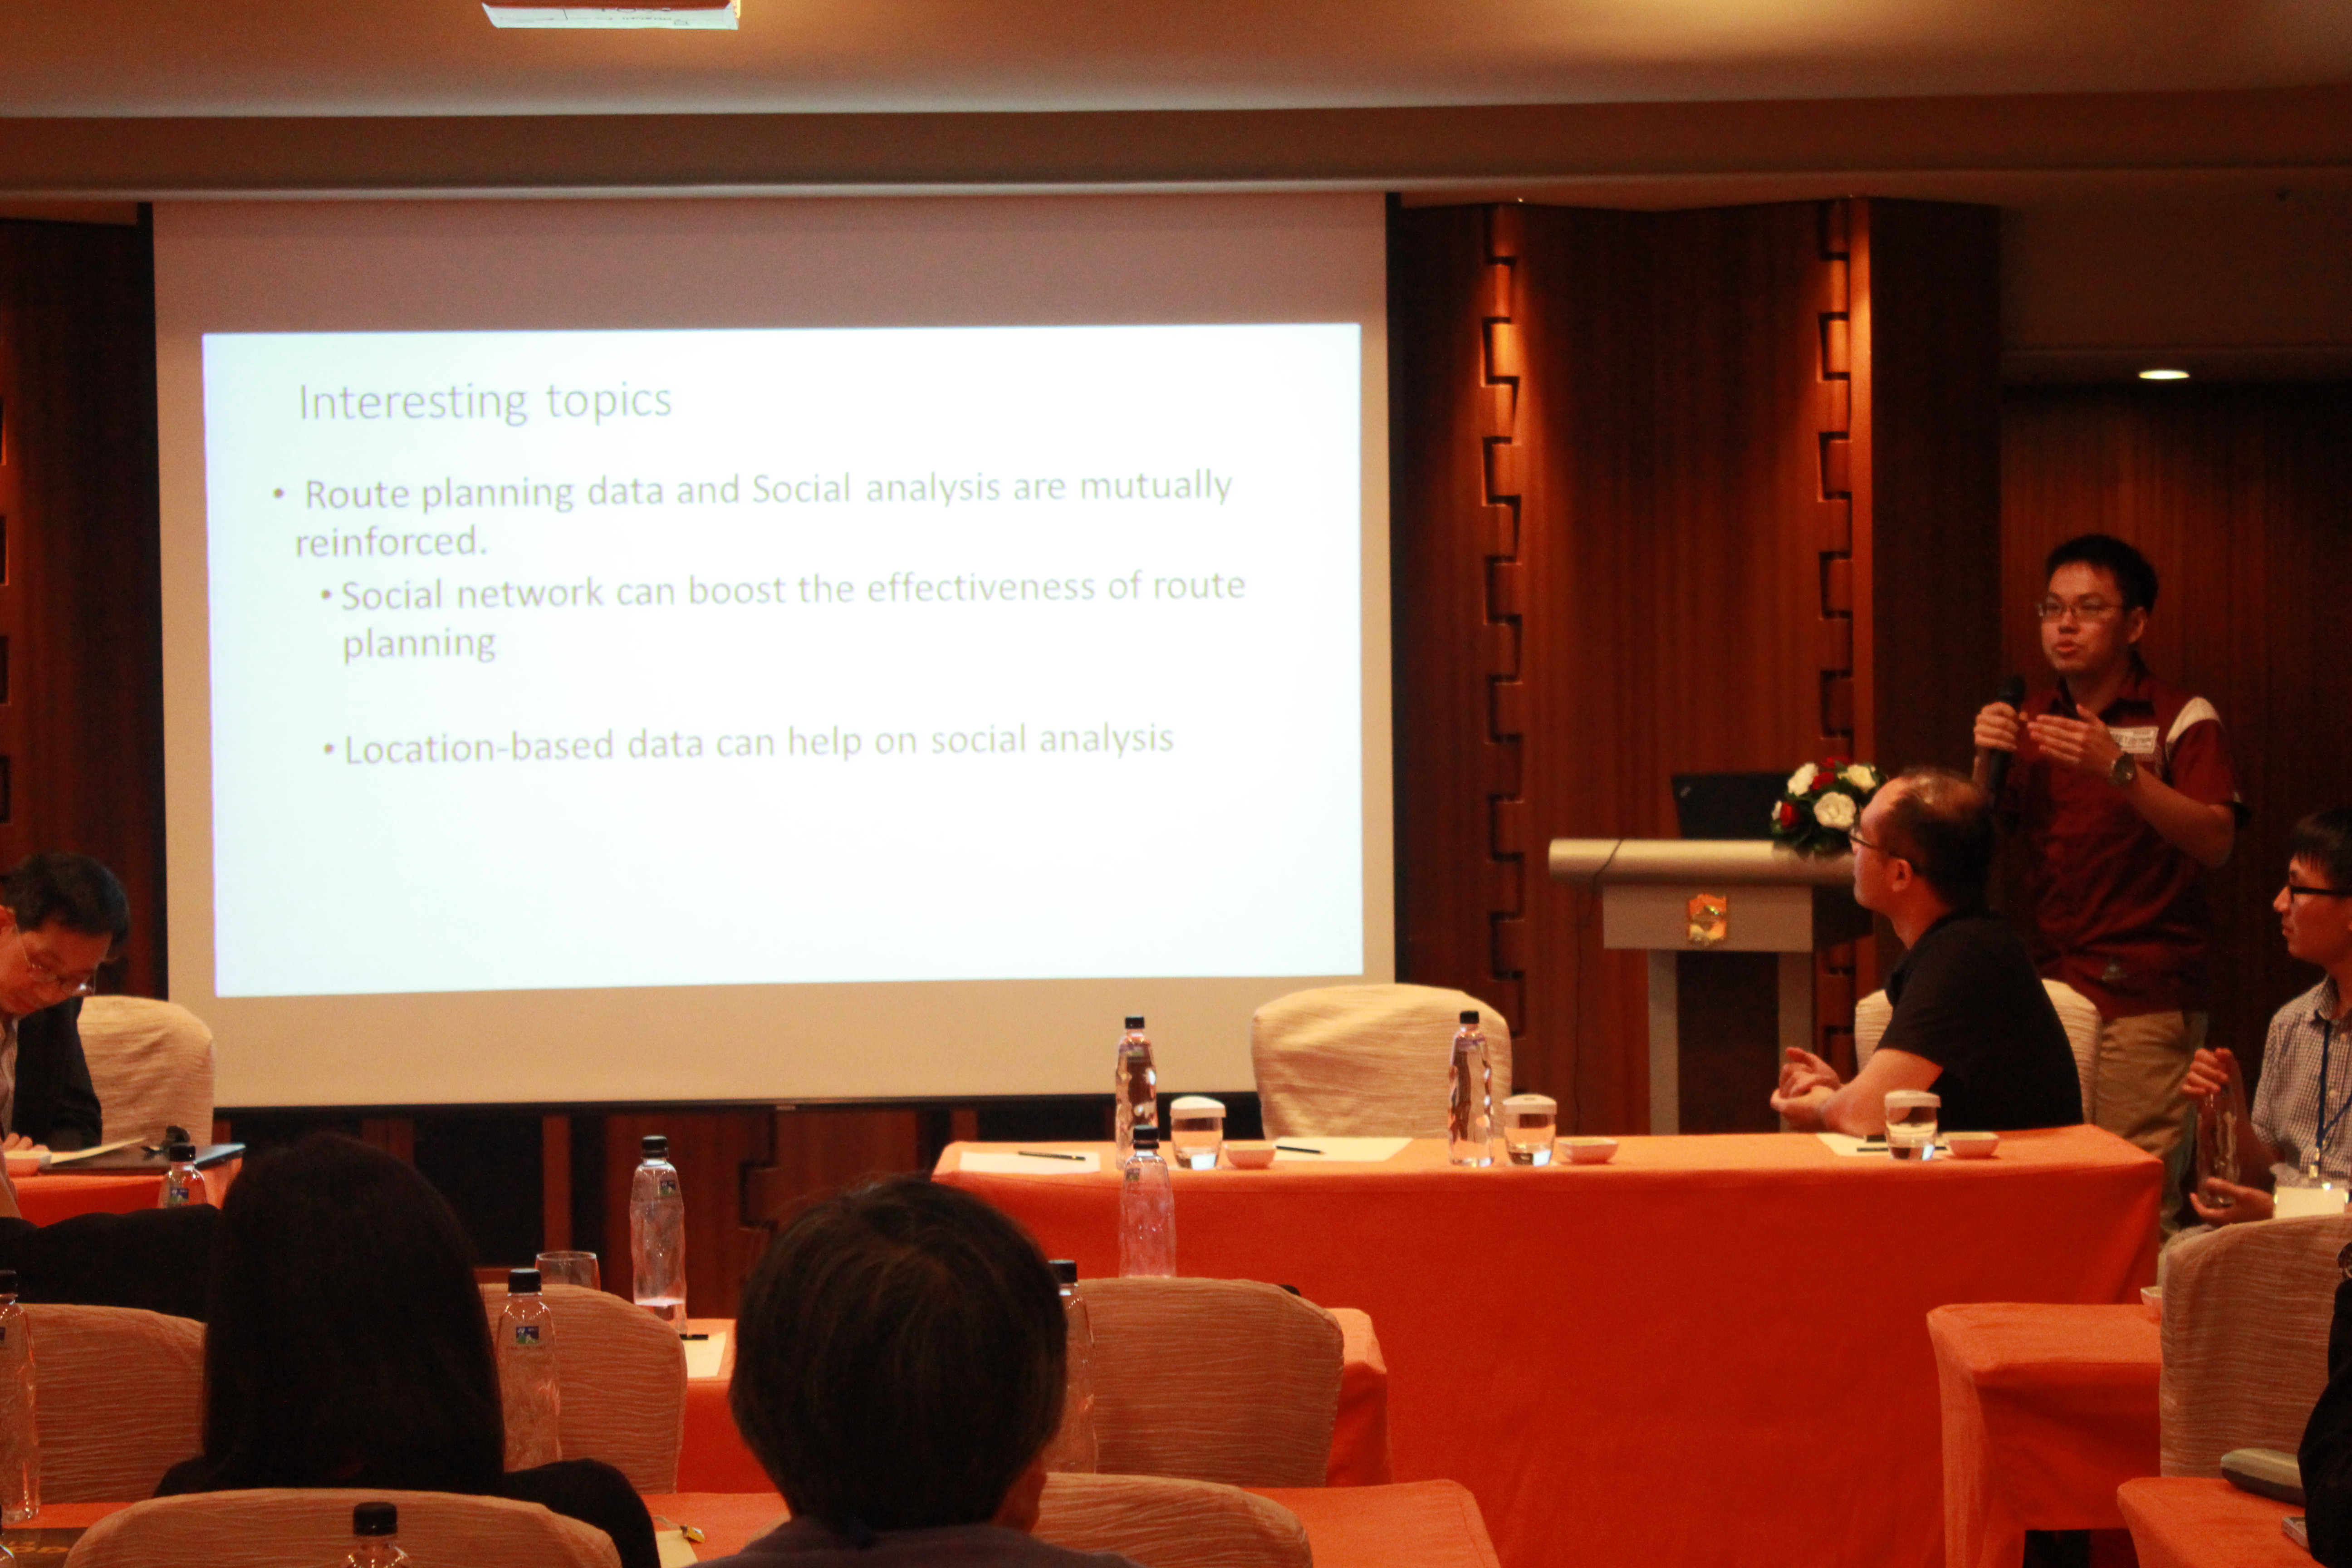 Interesting topics
• Route planning data and Social analysis are mutually
reinforced.
• Social network can boost the effectiveness of route
planning
• Location-based data can help on social analysis